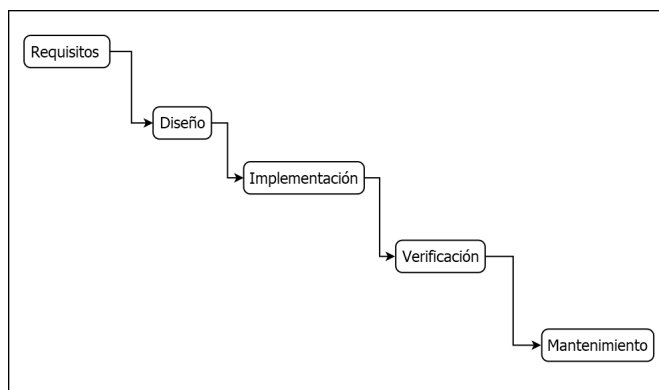 Requisitos
Diseño
Implementación
Verificación
Mantenimiento